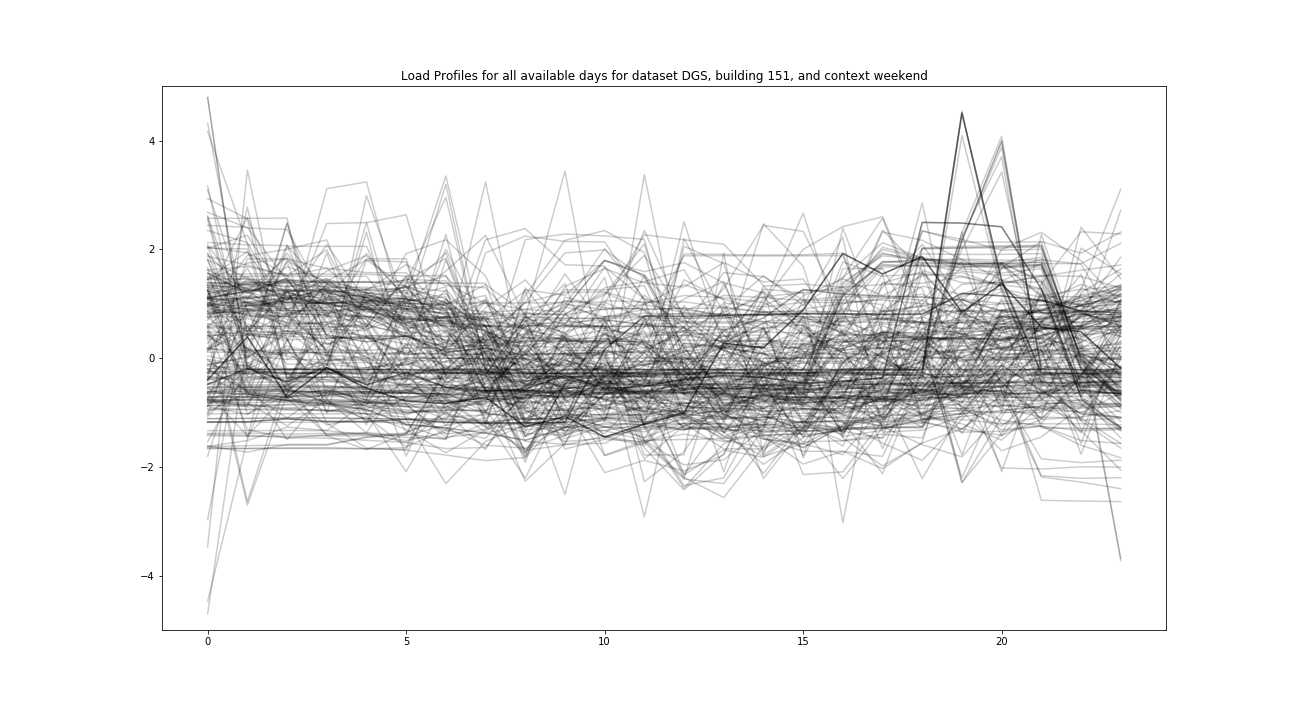 Load Profiles for all available days for dataset DGS, building 151, and context weekend
4
2
0
−2
−4
0 5 10 15 20